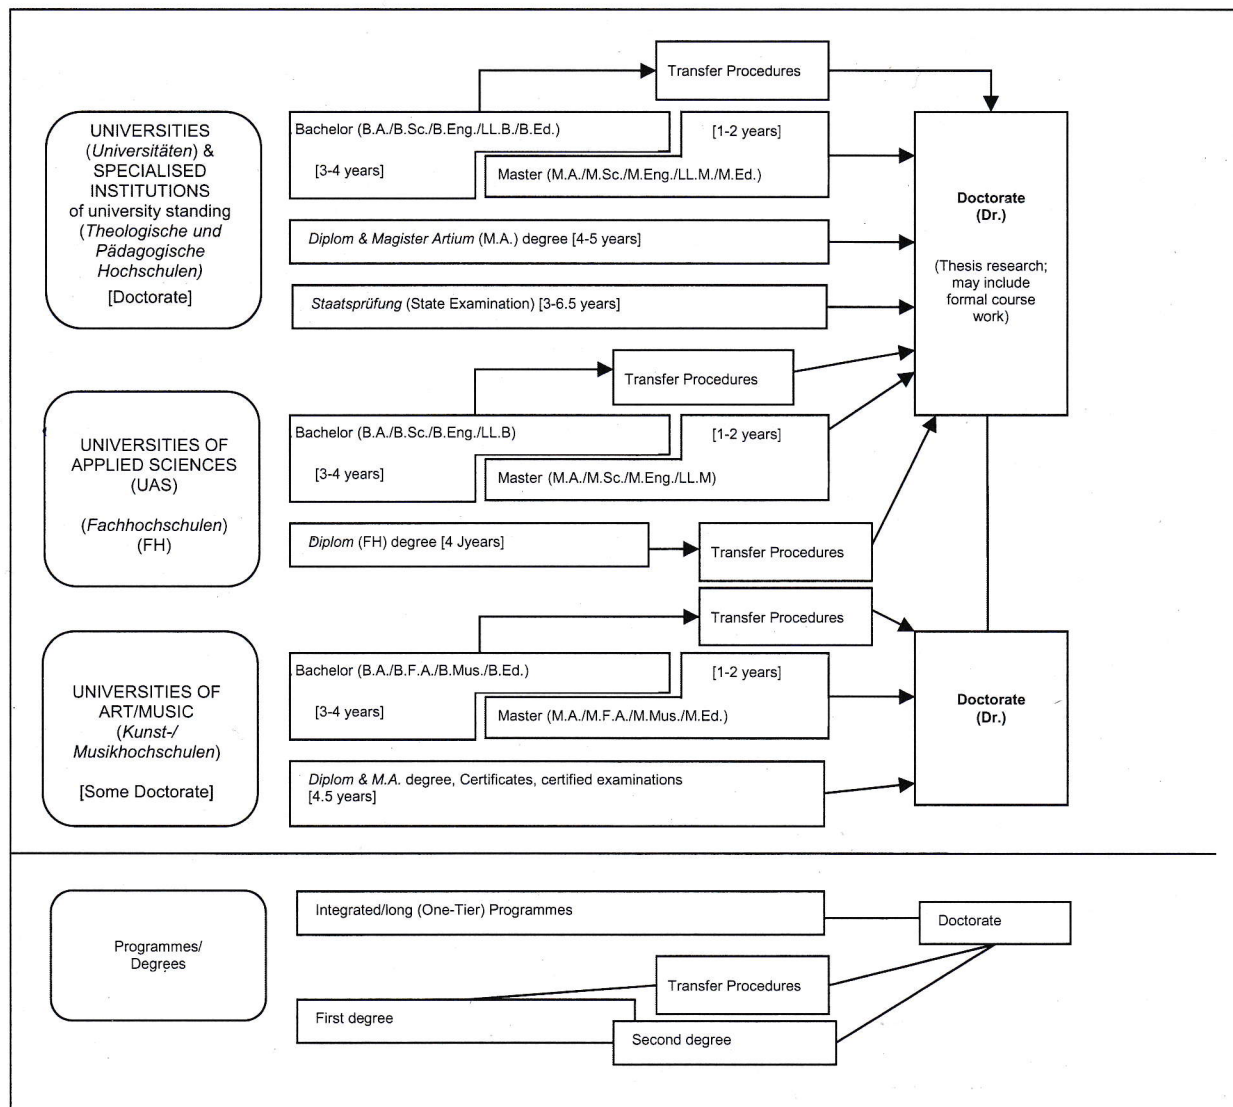 Transfer Procedures
UNIVERSITIES
(Universitäten) &
SPECIALISED
INSTITUTIONS
of university standing
(Theologische und
Pädagogische
Hochschulen)
[Doctorate]
Bachelor (B.A./B.Sc./B.Eng./LL.B./B.Ed.)
[1-2 years]
[3-4 years]
Master (M.A./M.Sc./M.Eng./LL.M./M.Ed.)
Diplom & Magister Artium (M.A.) degree [4-5 years]
Staatsprüfung (State Examination) [3-6.5 years]
Doctorate
(Dr.)
(Thesis research;
may include
formal course
work)
Transfer Procedures
UNIVERSITIES OF
APPLIED SCIENCES
(UAS)
(Fachhochschulen)
(FH)
Bachelor (B.A./B.Sc./B.Eng./LL.B)
[1-2 years]
[3-4 years]
Master (M.A./M.Sc./M.Eng./LL.M)
Diplom (FH) degree [4 Jyears]
Transfer Procedures
Transfer Procedures
UNIVERSITIES OF
ART/MUSIC
(Kunst-/
Musikhochschulen)
[Some Doctorate]
Bachelor (B.A./B.F.A./B.Mus./B.Ed.)
[1-2 years]
[3-4 years]
Master (M.A./M.F.A./M.Mus./M.Ed.)
Diplom & M.A. degree, Certificates, certified examinations
[4.5 years]
Doctorate
(Dr.)
Programmes/
Degrees
Integrated/long (One-Tier) Programmes
Doctorate
Transfer Procedures
First degree
Second degree